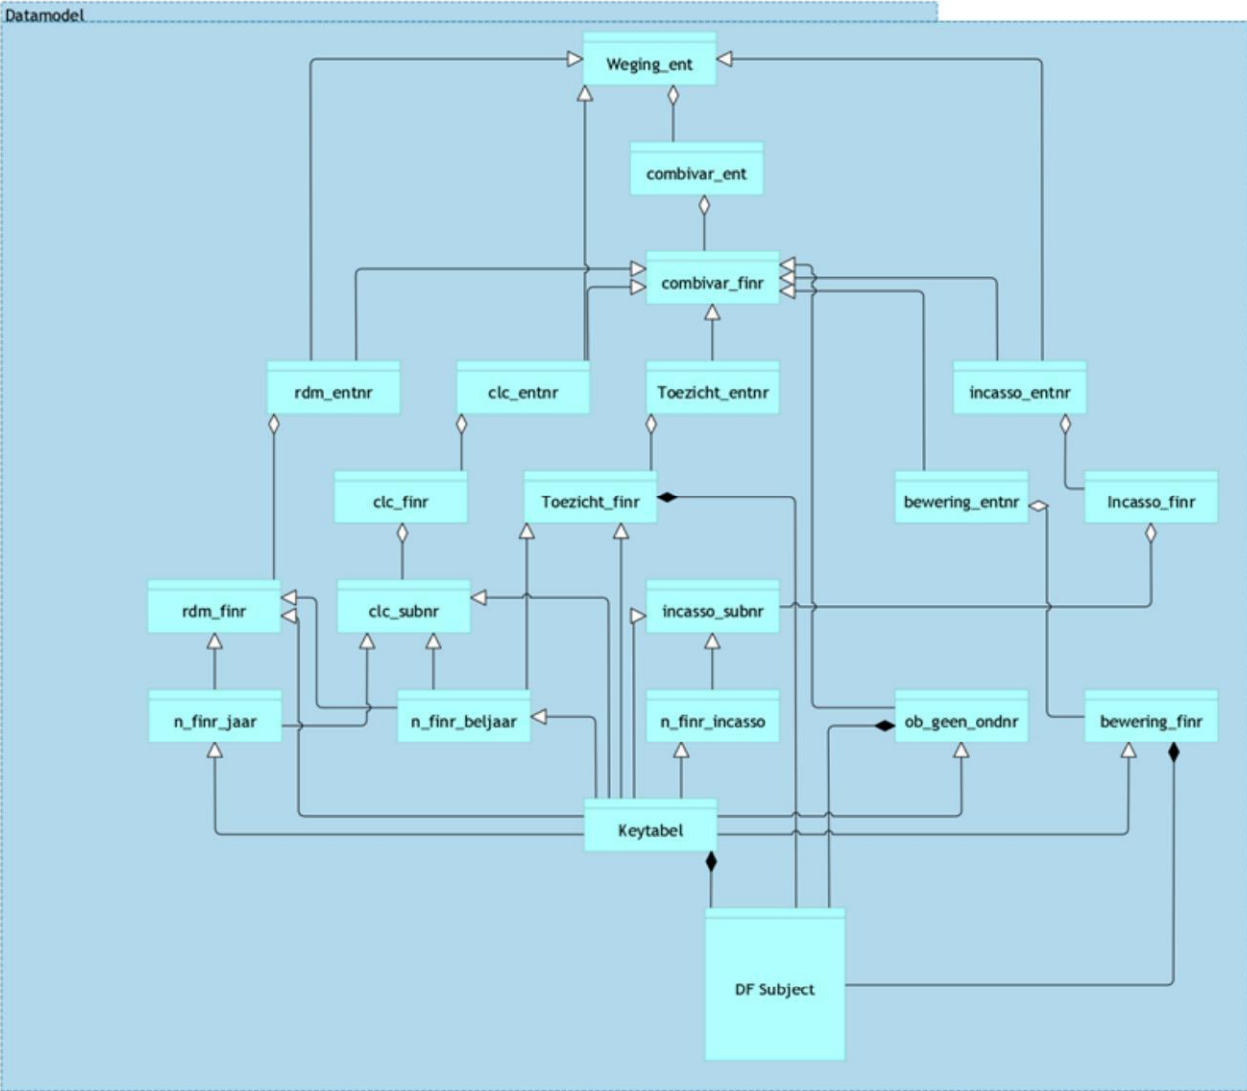 Datamodel
Weging_ent
combivar_ent
combivar_finr
rdm_entnr
clc_entnr
Toezicht_entnr
incasso_entnr
clc_finr
Toezicht_finr
bewering_entnr
Incasso_finr
rdm_finr
clc_subnr
incasso_subnr
n_finr_jaar
n_finr_beljaar
n_finr_incasso
ob_geen_ondnr
bewering_finr
Keytabel
DF Subject